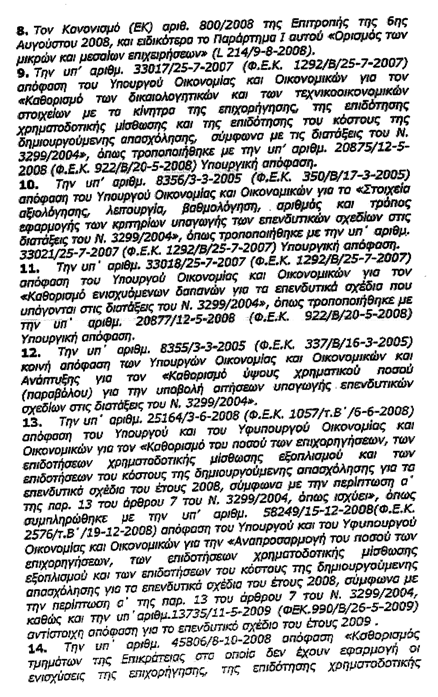 8. Τον Κανονισμό (ΕΚ) αριθ. 800/2008 της Επιτροπής της 6ης
Αυγούστου 2008, και ειδικότερα το Παράρτημα Ι αυτού «Ορισμός των
μικρών και μεσαίων επιχειρήσεων» (L 214/9-8-2008).
9. Την υπ’ αριθμ. 33017/25-7-2007 (Φ.Ε.Κ. 1292/Β/25-7-2007)
απόφαση του Υπουργού Οικονομίας και Οικονομικών για τον
«Καθορισμό των δικαιολογητικών και των τεχνικοοικονομικών
στοιχείων με τα κίνητρα της επιχορήγησης, της επιδότησης
χρηματοδοτικής μίσθωσης και της επιδότησης του κόστους της
δημιουργούμενης απασχόλησης, σύμφωνα με τις διατάξεις του Ν.
3299/2004», όπως τροποποιήθηκε με την υπ’ αριθμ. 20875/12-5-
2008 (Φ.Ε.Κ. 922/Β/20-5-2008) Υπουργική απόφαση.
10. Την υπ’ αριθμ. 8356/3-3-2005 (Φ.Ε.Κ. 350/Β/17-3-2005)
απόφαση του Υπουργού Οικονομίας και Οικονομικών για τα «Στοιχεία
αξιολόγησης, λειτουργία, βαθμολόγηση, αριθμός και τρόπος
εφαρμογής των κριτηρίων υπαγωγής των επενδυτικών σχεδίων στις
διατάξεις του Ν. 3299/2004», όπως τροποποιήθηκε με την υπ’ αριθμ.
33021/25-7-2007 (Φ.Ε.Κ. 1292/Β/25-7-2007) Υπουργική απόφαση.
11. Την υπ’ αριθμ. 33018/25-7-2007 (Φ.Ε.Κ. 1292/Β/25-7-2007)
απόφαση του Υπουργού Οικονομίας και Οικονομικών για τον
«Καθορισμό ενισχυόμενων δαπανών για τα επενδυτικά σχέδια που
υπάγονται στις διατάξεις του Ν. 3299/2004», όπως τροποποιήθηκε με
την υπ’ αριθμ. 20877/12-5-2008 (Φ.Ε.Κ. 922/Β/20-5-2008)
Υπουργική απόφαση.
12. Την υπ’ αριθμ. 8355/3-3-2005 (Φ.Ε.Κ. 337/Β/16-3-2005)
κοινή απόφαση των Υπουργών Οικονομίας και Οικονομικών και
Ανάπτυξης για τον «Καθορισμό ύψους χρηματικού ποσού
(παραβόλου) για την υποβολή αιτήσεων υπαγωγής επενδυτικών
σχεδίων στις διατάξεις του Ν. 3299/2004».
13. Την υπ’ αριθμ. 25164/3-6-2008 (Φ.Ε.Κ. 1057/τ.Β΄/6-6-2008)
απόφαση του Υπουργού και του Υφυπουργού Οικονομίας και
Οικονομικών για τον «Καθορισμό του ποσού των επιχορηγήσεων, των
επιδοτήσεων χρηματοδοτικής μίσθωσης εξοπλισμού και των
επιδοτήσεων του κόστους της δημιουργούμενης απασχόλησης για τα
επενδυτικά σχέδια του έτους 2008, σύμφωνα με την περίπτωση α΄
της παρ. 13 του άρθρου 7 του Ν. 3299/2004, όπως ισχύει», όπως
συμπληρώθηκε με την υπ’ αριθμ. 58249/15-12-2008(Φ.Ε.Κ.
2576/τ.Β΄/19-12-2008) απόφαση του Υπουργού και του Υφυπουργού
Οικονομίας και Οικονομικών για την «Αναπροσαρμογή του ποσού των
επιχορηγήσεων, των επιδοτήσεων χρηματοδοτικής μίσθωσης
εξοπλισμού και των επιδοτήσεων του κόστους της δημιουργούμενης
απασχόλησης για τα επενδυτικά σχέδια του έτους 2008, σύμφωνα με
την περίπτωση α΄ της παρ. 13 του άρθρου 7 του Ν. 3299/2004,
καθώς και την υπ΄αριθμ.13735/11-5-2009 (ΦΕΚ.990/Β/26-5-2009)
αντίστοιχη απόφαση για το επενδυτικό σχέδιο του έτους 2009 .
14. Την υπ’ αριθμ. 45806/8-10-2008 απόφαση «Καθορισμός
τμημάτων της Επικράτειας στα οποία δεν έχουν εφαρμογή οι
ενισχύσεις της επιχορήγησης, της επιδότησης χρηματοδοτικής